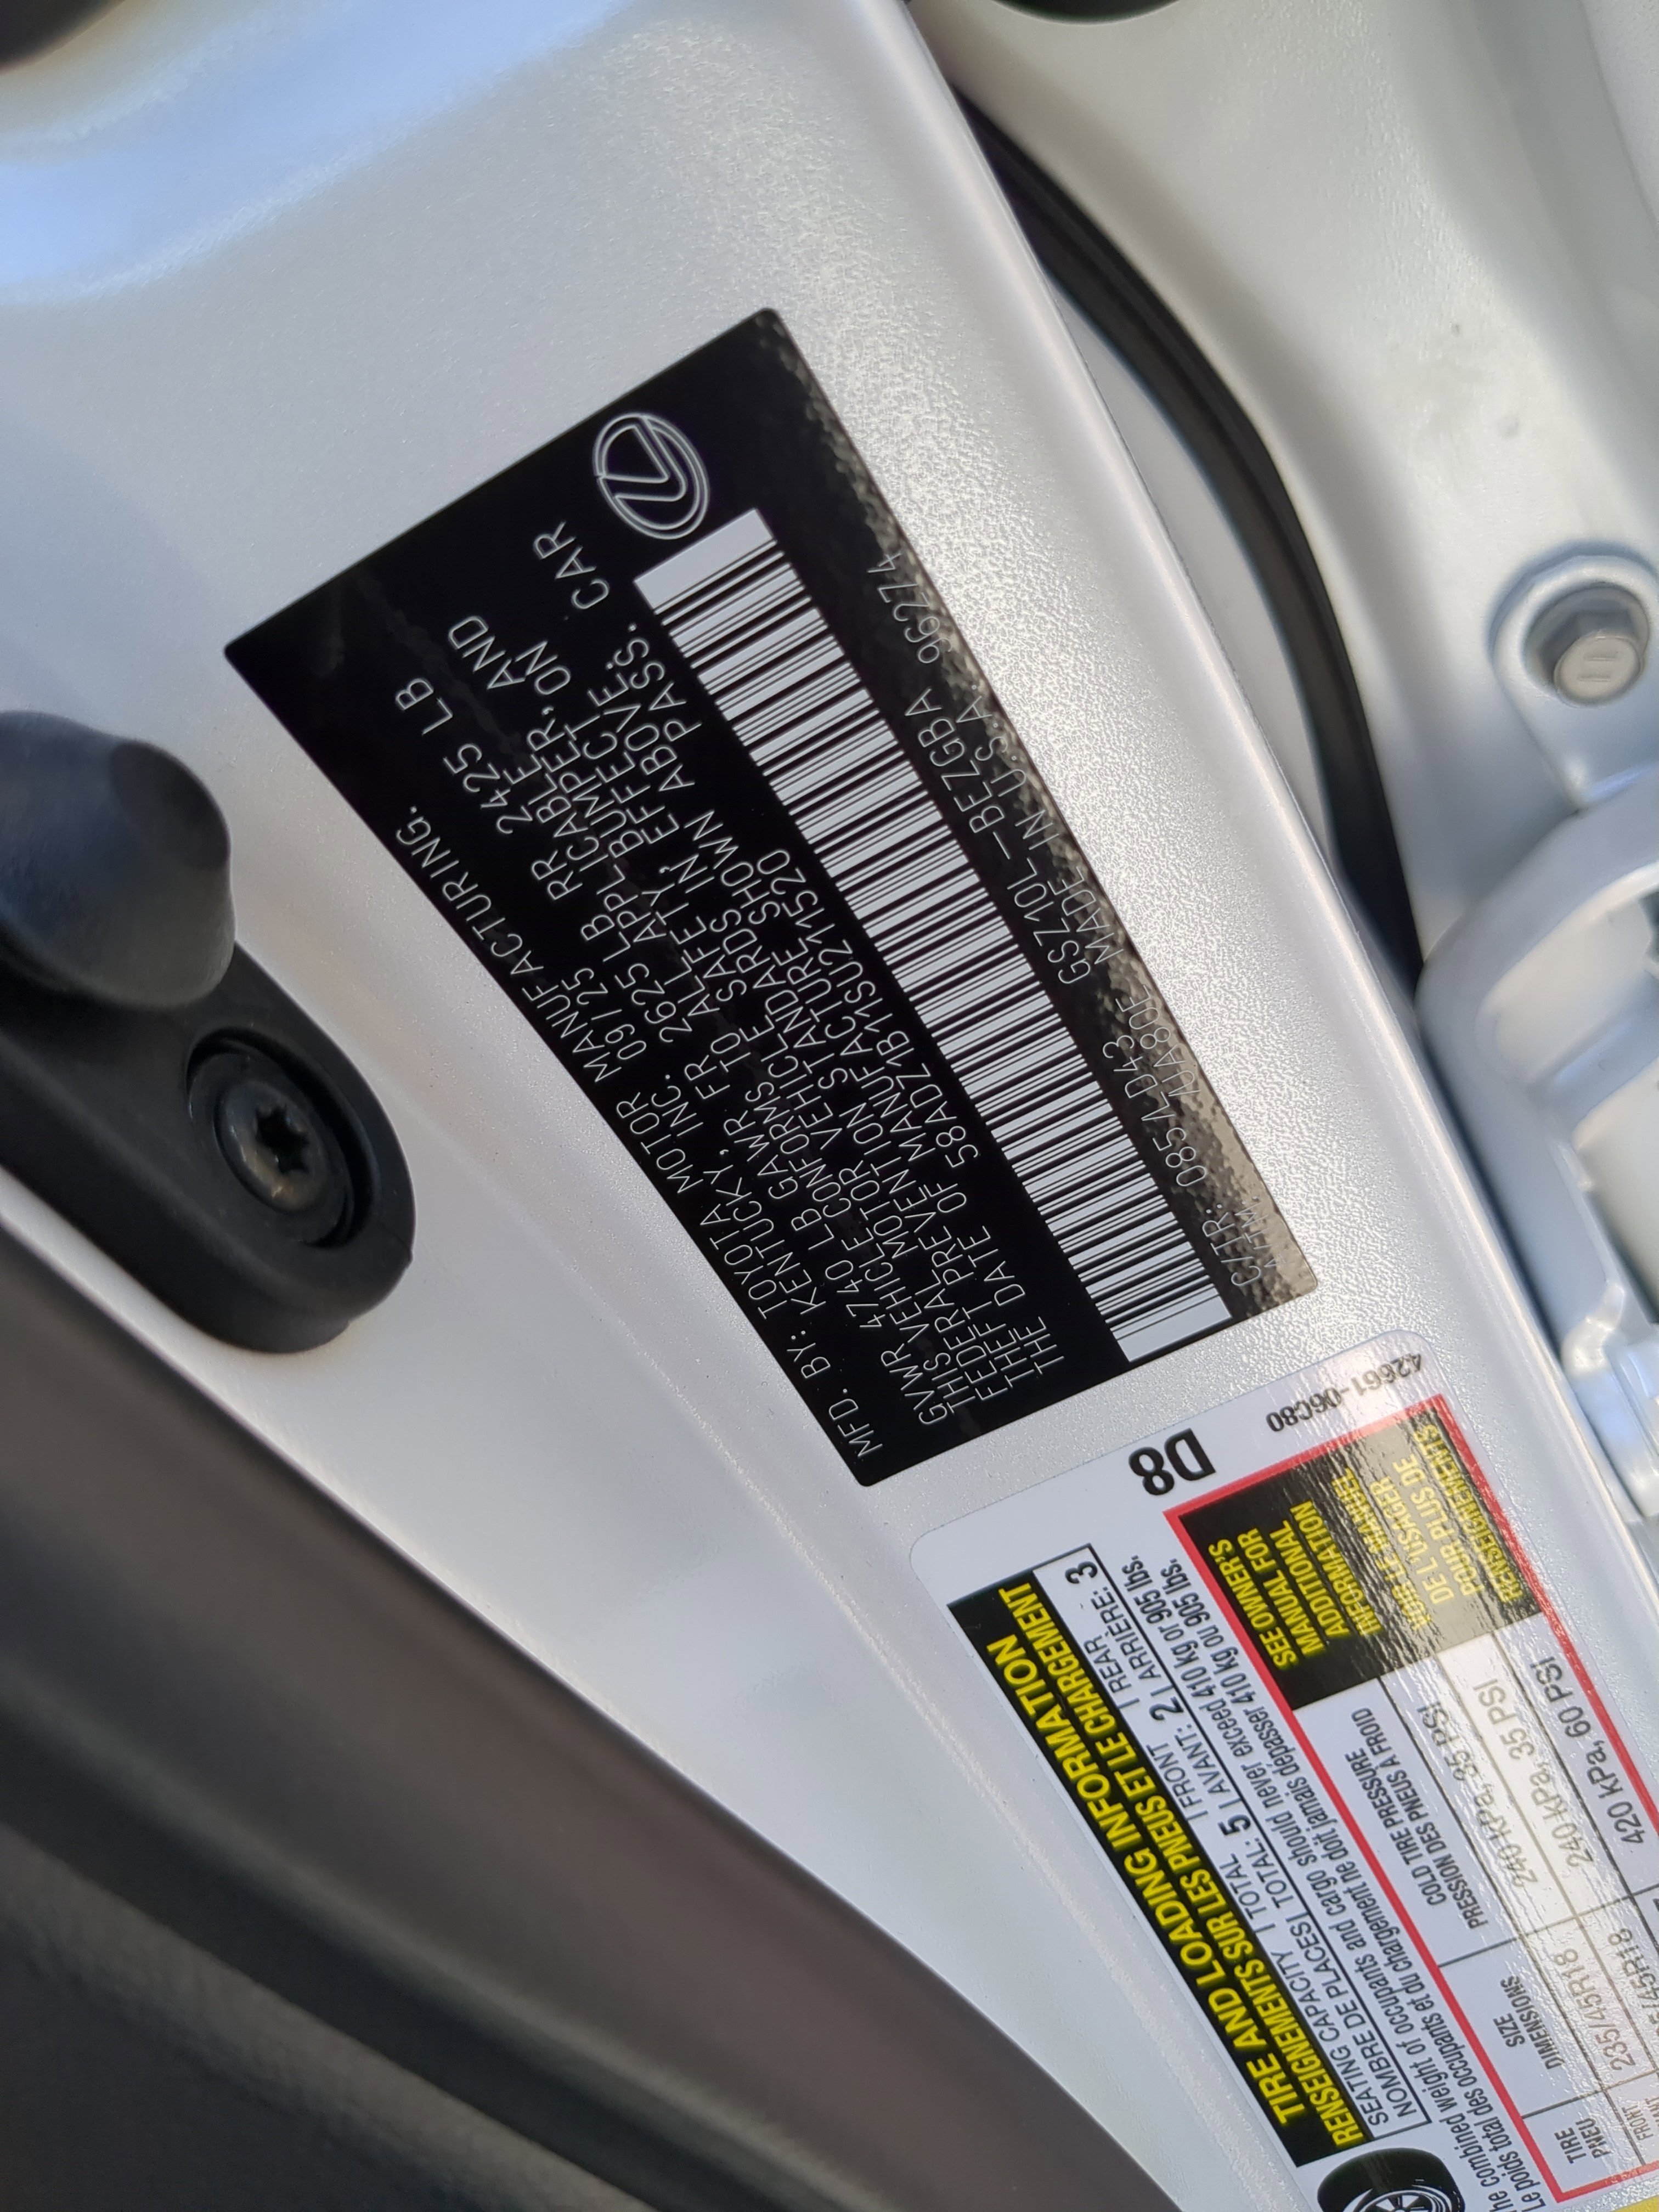 MFD. BY: TOYOTA MOTOR MANUFACTURING,
KENTUCKY, INC. 09/25
GVWR 4740 LB GAWRS FR 2625 LB RR 2425 LB
THIS VEHICLE CONFORMS TO ALL APPLICABLE
FEDERAL MOTOR VEHICLE SAFETY, BUMPER, AND
THEFT PREVENTION STANDARDS IN EFFECT ON
THE DATE OF MANUFACTURE SHOWN ABOVE.
58ADZ1B11SU211520 PASS. CAR
C/TR: 085/LD43 GSZ10L-BEZGBA 96274
A/TM: /UA80E MADE IN U.S.A.
D8
42661-06C80
TIRE AND LOADING INFORMATION
RENSEIGNEMENTS SUR LES PNEUS ET LE CHARGEMENT
SEATING CAPACITY | TOTAL | FRONT | REAR
NOMBRE DE PLACES | TOTAL: 5 | AVANT: 2 | ARRIÈRE: 3
The combined weight of occupants and cargo should never exceed 410 kg or 905 lbs.
Le poids total des occupants et du chargement ne doit jamais dépasser 410 kg ou 905 lbs.
TIRE
PNEU
SIZE
DIMENSIONS
COLD TIRE PRESSURE
PRESSION DES PNEUS À FROID
SEE OWNER'S
MANUAL FOR
ADDITIONAL
INFORMATION
VOIR LE MANUEL
DE L'USAGER
POUR PLUS DE
RENSEIGNEMENTS
FRONT
235/45R18
240 KPa, 35 PSI
/45R18
240 KPa, 35 PSI
420 KPa, 60 PSI